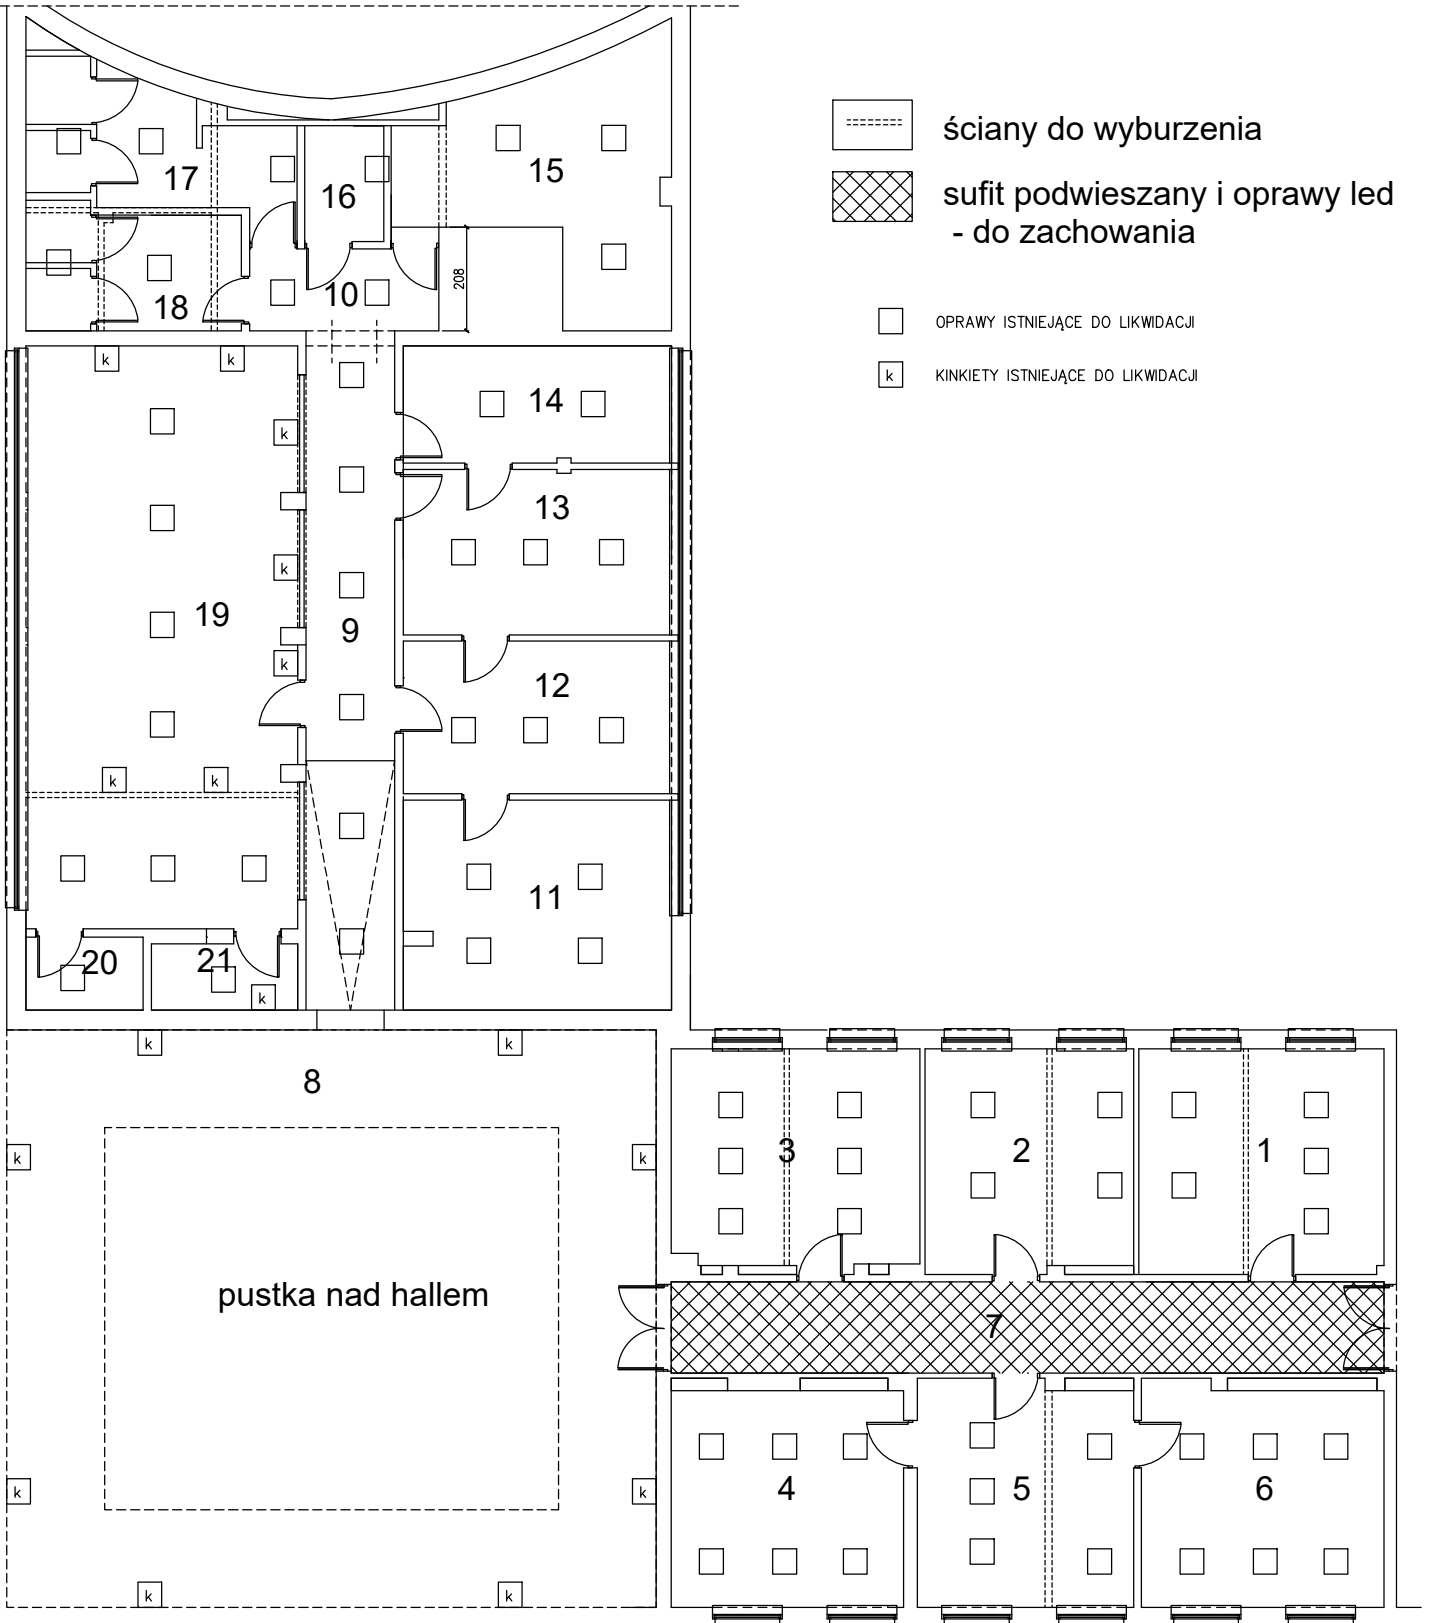 ściany do wyburzenia
sufit podwieszany i oprawy led
- do zachowania
OPRAWY ISTNIEJĄCE DO LIKWIDACJI
k KINKIETY ISTNIEJĄCE DO LIKWIDACJI
15
17
16
208
10
18
k k
14
k
13
k
19
9
k
12
k k
11
20 21
k
k k
8
k k
3 2 1
pustka nad hallem
7
k k
4 5 6
k k